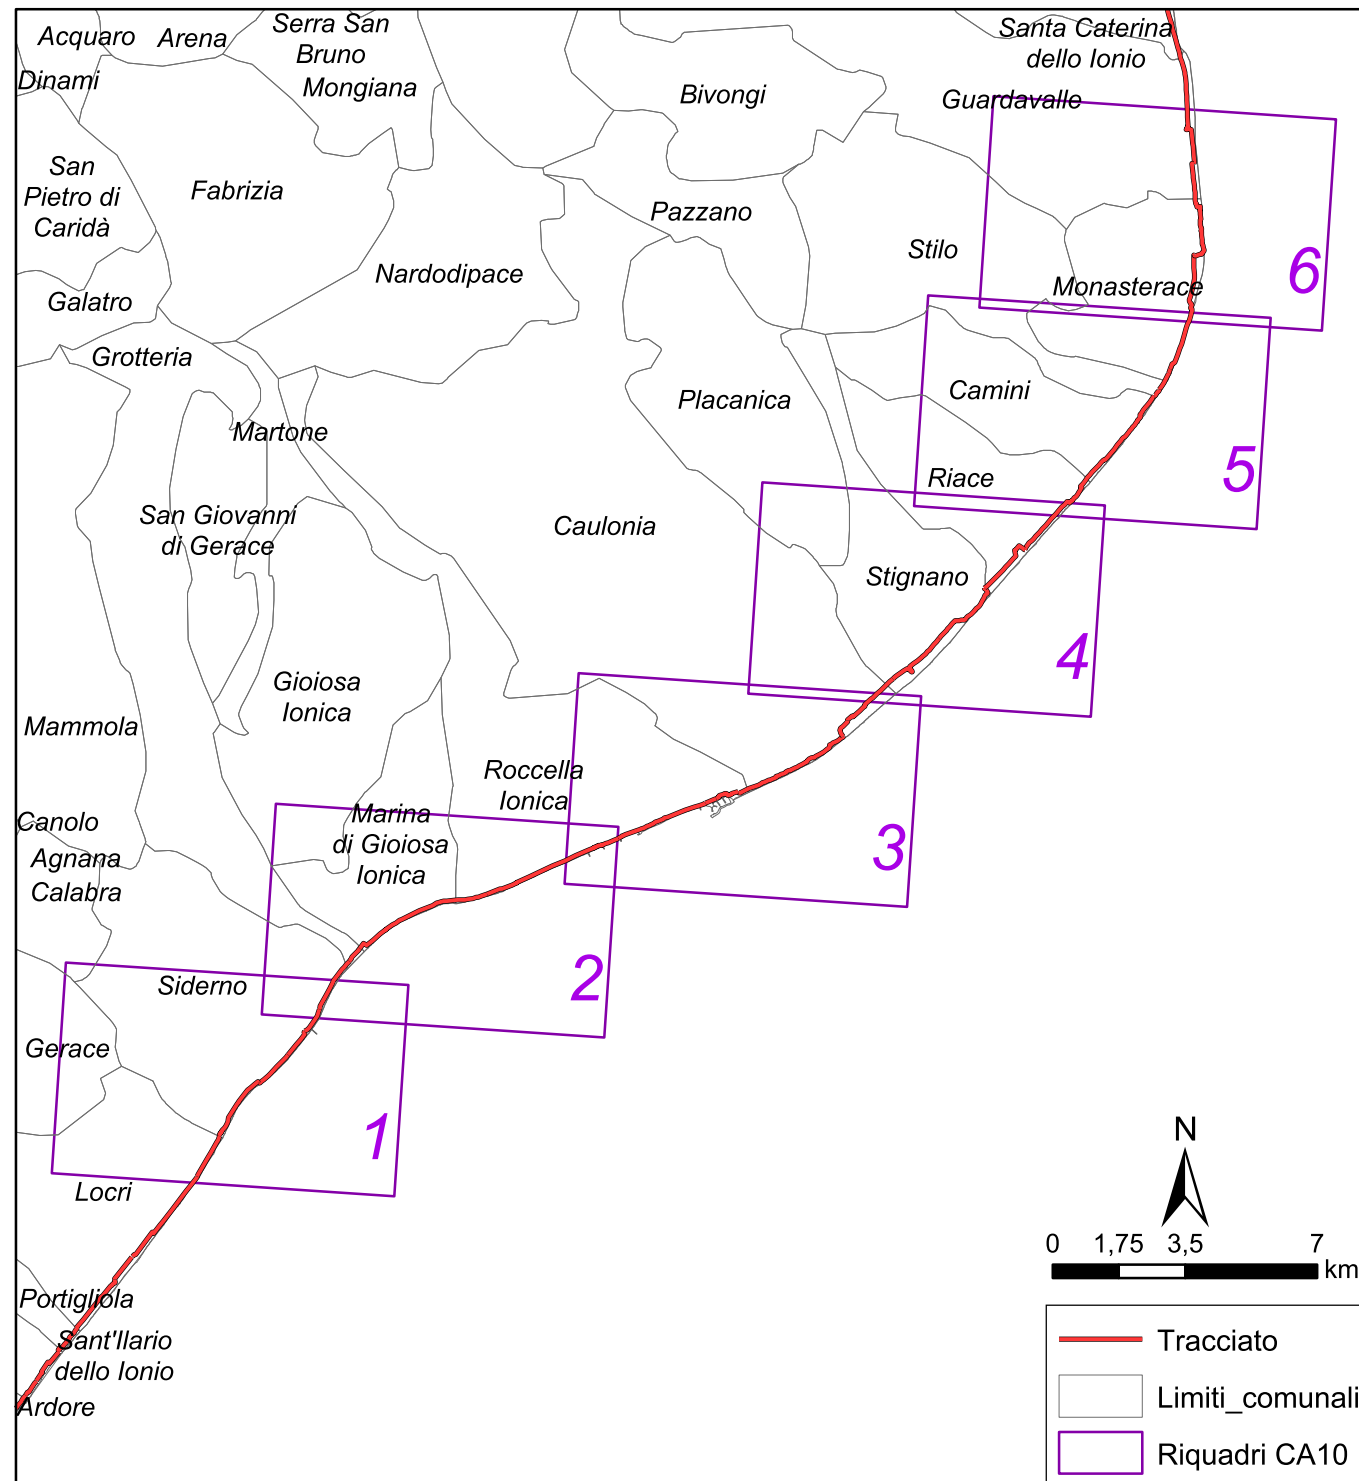 Acquaro
Arena
Serra San
Bruno
Mongiana
Santa Caterina
dello Ionio
Dinami
Bivongi
Guardavalle
San
Pietro di
Caridà
Fabrizia
Pazzano
Stilo
Nardodipace
Monasterace
6
Galatro
Grotteria
Placanica
Camini
Martone
Riace
5
San Giovanni
di Gerace
Caulonia
Stignano
4
Gioiosa
Ionica
Mammola
Roccella
Ionica
Marina
di Gioiosa
Ionica
3
Canolo
Agnana
Calabra
Siderno
2
Gerace
1
Locri
N
0 1,75 3,5 7
km
Portigliola
Sant'Ilario
dello Ionio
Ardore
Tracciato
Limiti_comunali
Riquadri CA10